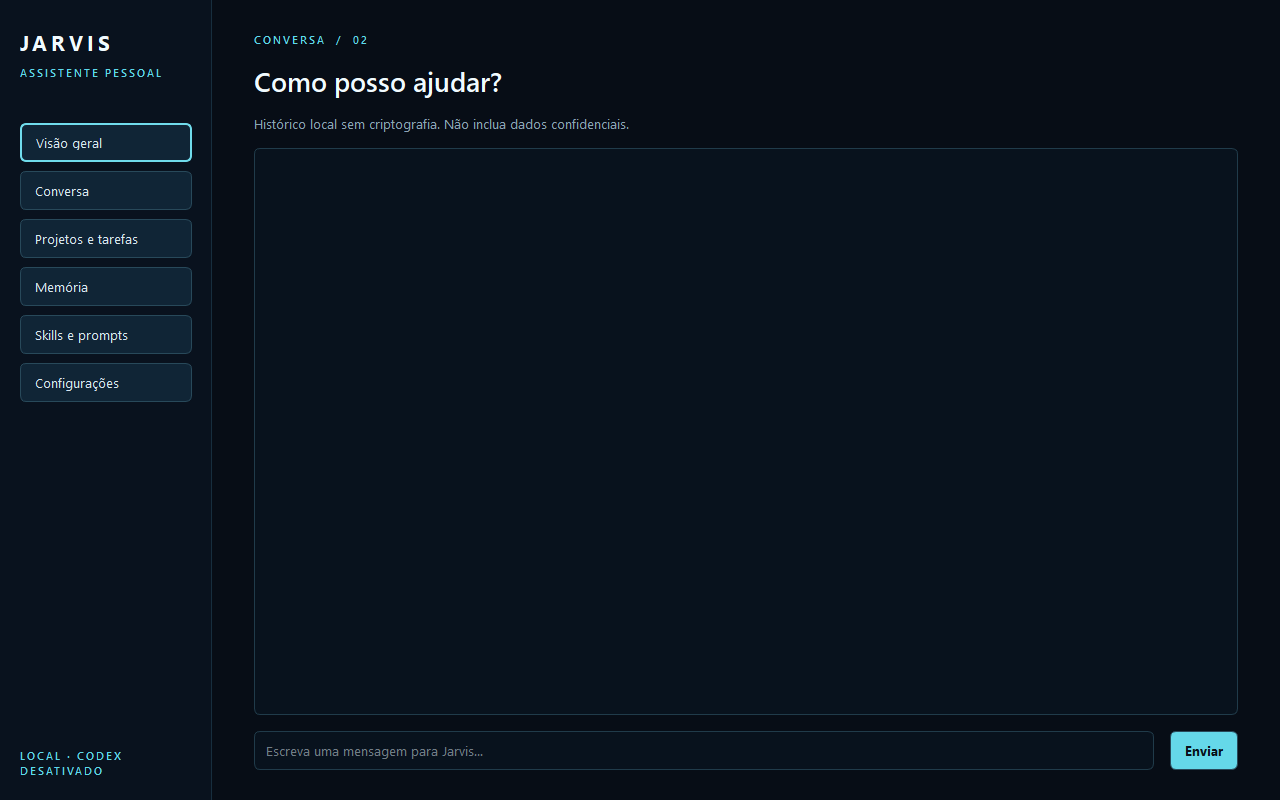 JARVIS
ASSISTENTE PESSOAL
Visão geral
Conversa
Projetos e tarefas
Memória
Skills e prompts
Configurações
LOCAL · CODEX
DESATIVADO
CONVERSA / 02
Como posso ajudar?
Histórico local sem criptografia. Não inclua dados confidenciais.
Escreva uma mensagem para Jarvis...
Enviar